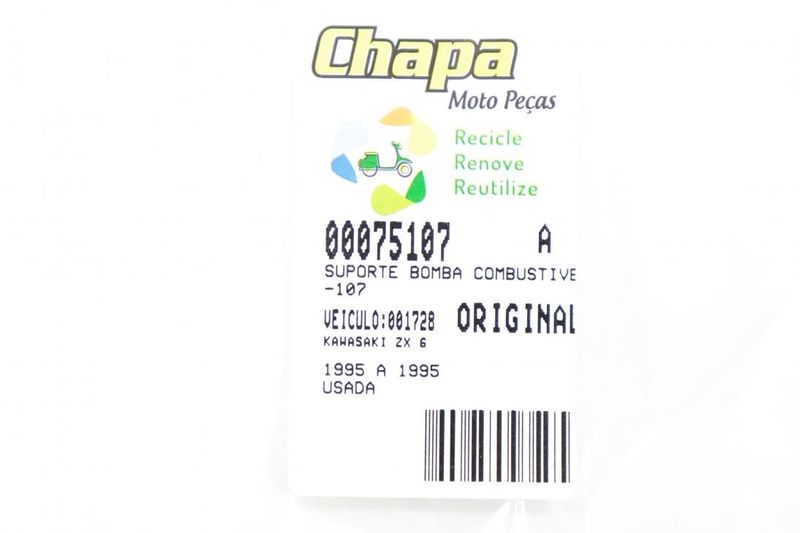 Chapa
Moto Peças
Recicle
Renove
Reutilize
00075107 A
SUPORTE BOMBA COMBUSTIVE
-107
VEICULO:001728 ORIGINAL
KAWASAKI ZX 6
1995 A 1995
USADA